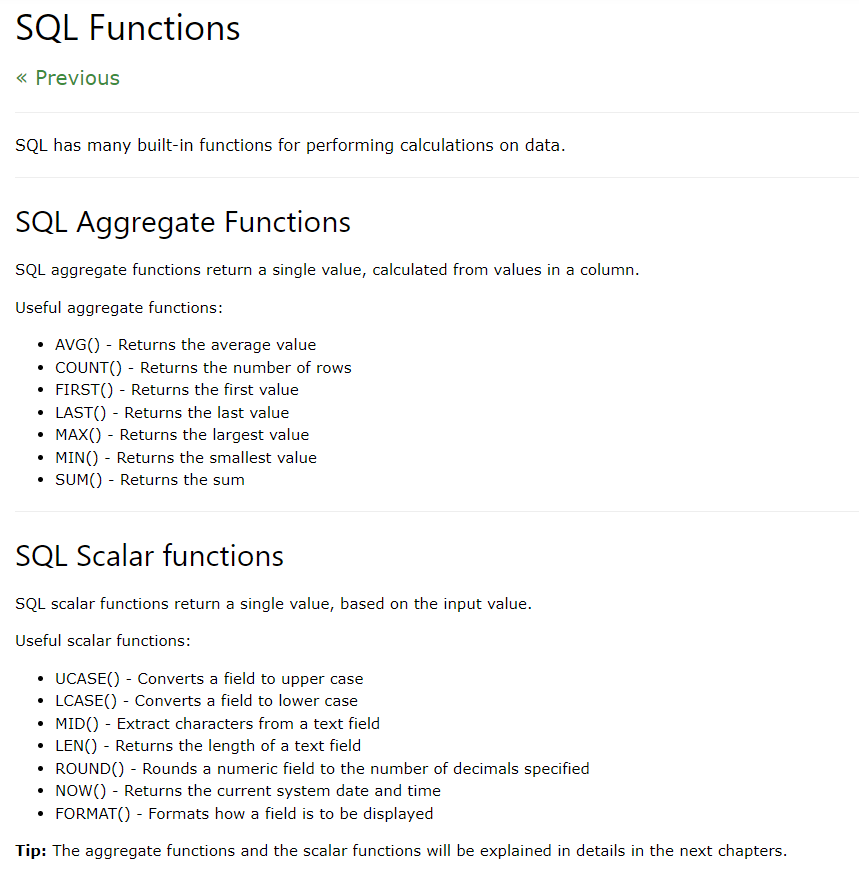 SQL Functions
« Previous
SQL has many built-in functions for performing calculations on data.
SQL Aggregate Functions
SQL aggregate functions return a single value, calculated from values in a column.
Useful aggregate functions:
• AVG() - Returns the average value
• COUNT() - Returns the number of rows
• FIRST() - Returns the first value
• LAST() - Returns the last value
• MAX() - Returns the largest value
• MIN() - Returns the smallest value
• SUM() - Returns the sum
SQL Scalar functions
SQL scalar functions return a single value, based on the input value.
Useful scalar functions:
• UCASE() - Converts a field to upper case
• LCASE() - Converts a field to lower case
• MID() - Extract characters from a text field
• LEN() - Returns the length of a text field
• ROUND() - Rounds a numeric field to the number of decimals specified
• NOW() - Returns the current system date and time
• FORMAT() - Formats how a field is to be displayed
Tip: The aggregate functions and the scalar functions will be explained in details in the next chapters.